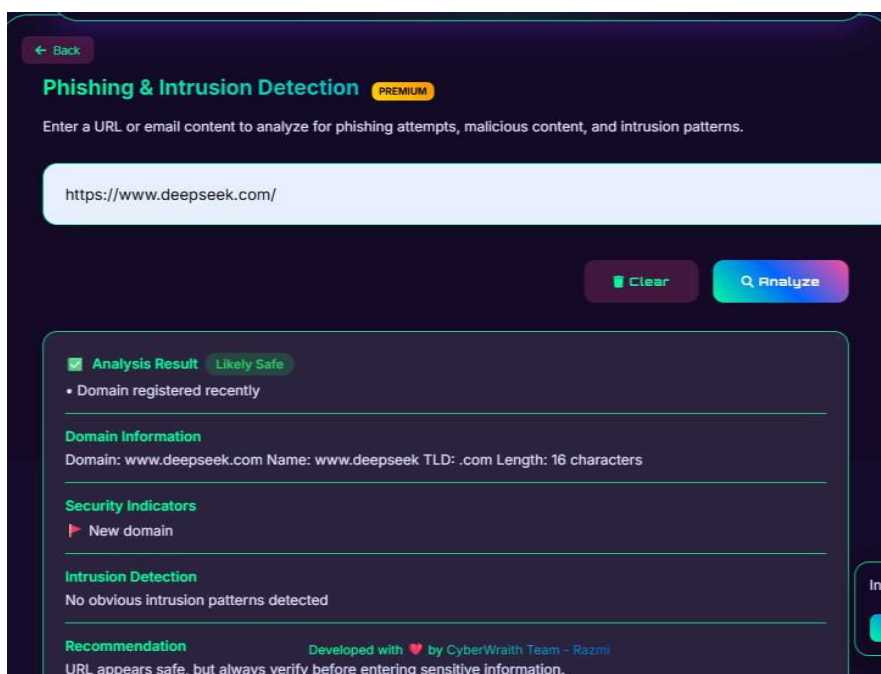 ← Back
Phishing & Intrusion Detection PREMIUM
Enter a URL or email content to analyze for phishing attempts, malicious content, and intrusion patterns.
https://www.deepseek.com/
Clear Analyze
Analysis Result Likely Safe
• Domain registered recently
Domain Information
Domain: www.deepseek.com Name: www.deepseek TLD: .com Length: 16 characters
Security Indicators
New domain
Intrusion Detection
No obvious intrusion patterns detected
In
Recommendation
Developed with ❤ by CyberWraith Team - Razmi
URL appears safe, but always verify before entering sensitive information.